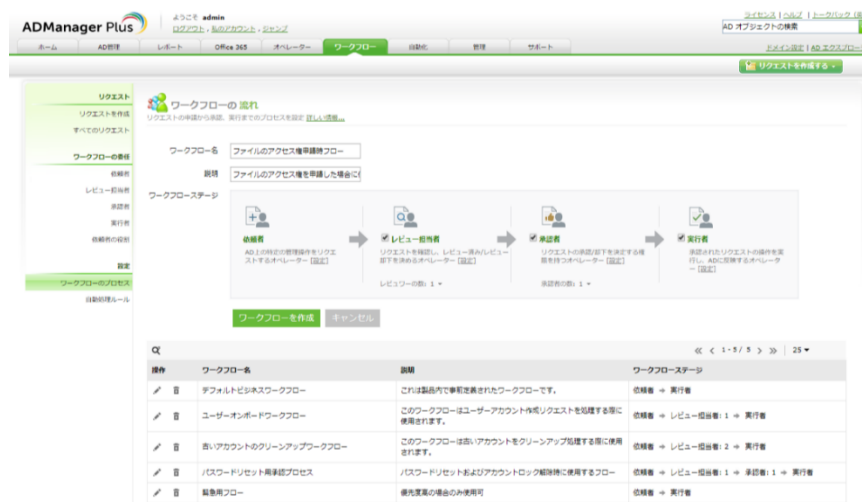 ADManager Plus
ようこそ admin
ログアウト , 私のアカウント , ジャンプ
ライセンス | ヘルプ | トークバック
AD オブジェクトの検索
ホーム AD管理 レポート Office 365 オペレーター ワークフロー 自動化 管理 サポート
ドメイン設定 | AD エクスプロー
リクエストを作成する
リクエスト
リクエストを作成
すべてのリクエスト
ワークフローの委任
依頼者
レビュー担当者
承認者
実行者
依頼者の役割
設定
ワークフローのプロセス
自動処理ルール
ワークフローの 流れ
リクエストの申請から承認、実行までのプロセスを設定 詳しい情報...
ワークフロー名 ファイルのアクセス権申請時フロー
説明 ファイルのアクセス権を申請した場合に
ワークフローステージ
依頼者
AD上の特定の管理操作をリクエ
ストするオペレーター [設定]
レビュー担当者
リクエストを確認し、レビュー済み/レビュー
却下を決めるオペレーター [設定]
レビュワーの数: 1
承認者
リクエストの承認/却下を決定する権
限を持つオペレーター [設定]
承認者の数: 1
実行者
承認されたリクエストの操作を実
行し、ADに反映するオペレータ
ー [設定]
ワークフローを作成 キャンセル
1 - 5 / 5 25
操作 ワークフロー名 説明 ワークフローステージ
デフォルトビジネスワークフロー これは製品内で事前定義されたワークフローです。 依頼者 → 実行者
ユーザーオンボードワークフロー このワークフローはユーザーアカウント作成リクエストを処理する際に
使用されます。 依頼者 → レビュー担当者: 1 → 実行者
古いアカウントのクリーンアップワークフロー このワークフローは古いアカウントをクリーンアップ処理する際に使用
されます。 依頼者 → レビュー担当者: 2 → 実行者
パスワードリセット用承認プロセス パスワードリセットおよびアカウントロック解除時に使用するフロー 依頼者 → レビュー担当者: 1 → 承認者: 1 → 実行者
緊急用フロー 優先度高の場合のみ使用可 依頼者 → 実行者